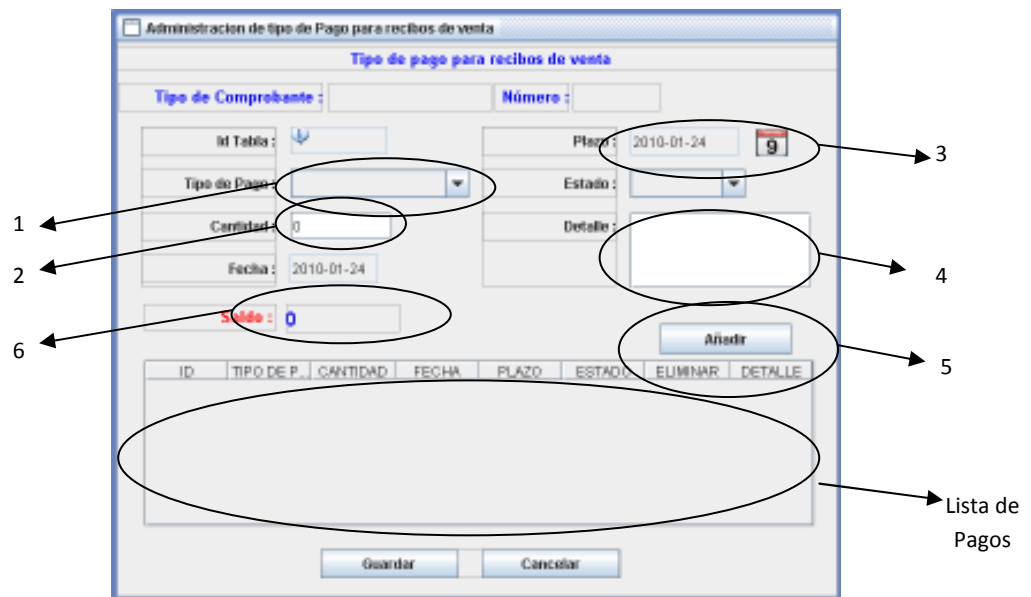 Administracion de tipo de Pago para recibos de venta
Tipo de pago para recibos de venta
Tipo de Comprobante :
Número :
Id Tabla :
Plazo : 2010-01-24
9
3
Tipo de Pago :
Estado :
1
Cantidad : 0
Detalle :
2
Fecha : 2010-01-24
4
Saldo : 0
6
Añadir
5
ID TIPO DE P... CANTIDAD FECHA PLAZO ESTADO ELIMINAR DETALLE
Lista de
Pagos
Guardar Cancelar